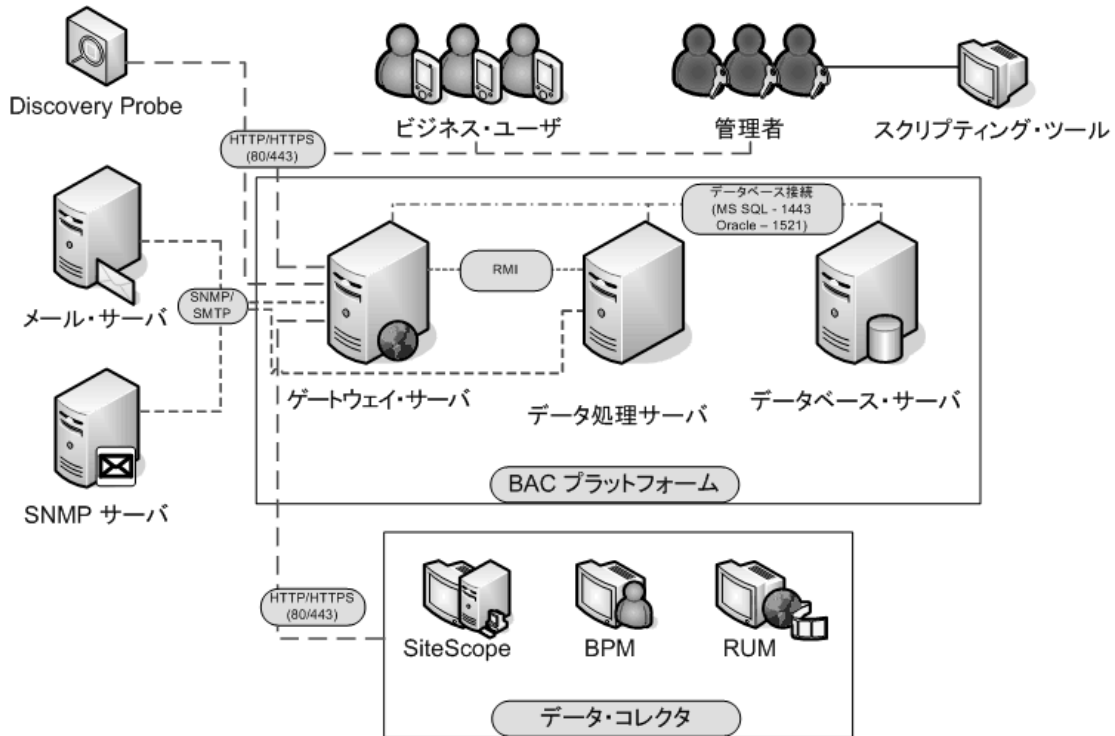 Discovery Probe
ビジネス・ユーザ
管理者
スクリプティング・ツール
HTTP/HTTPS
(80/443)
データベース接続
(MS SQL - 1443
Oracle – 1521)
RMI
SNMP/
SMTP
メール・サーバ
ゲートウェイ・サーバ
データ処理サーバ
データベース・サーバ
BAC プラットフォーム
SNMP サーバ
HTTP/HTTPS
(80/443)
SiteScope
BPM
RUM
データ・コレクタ